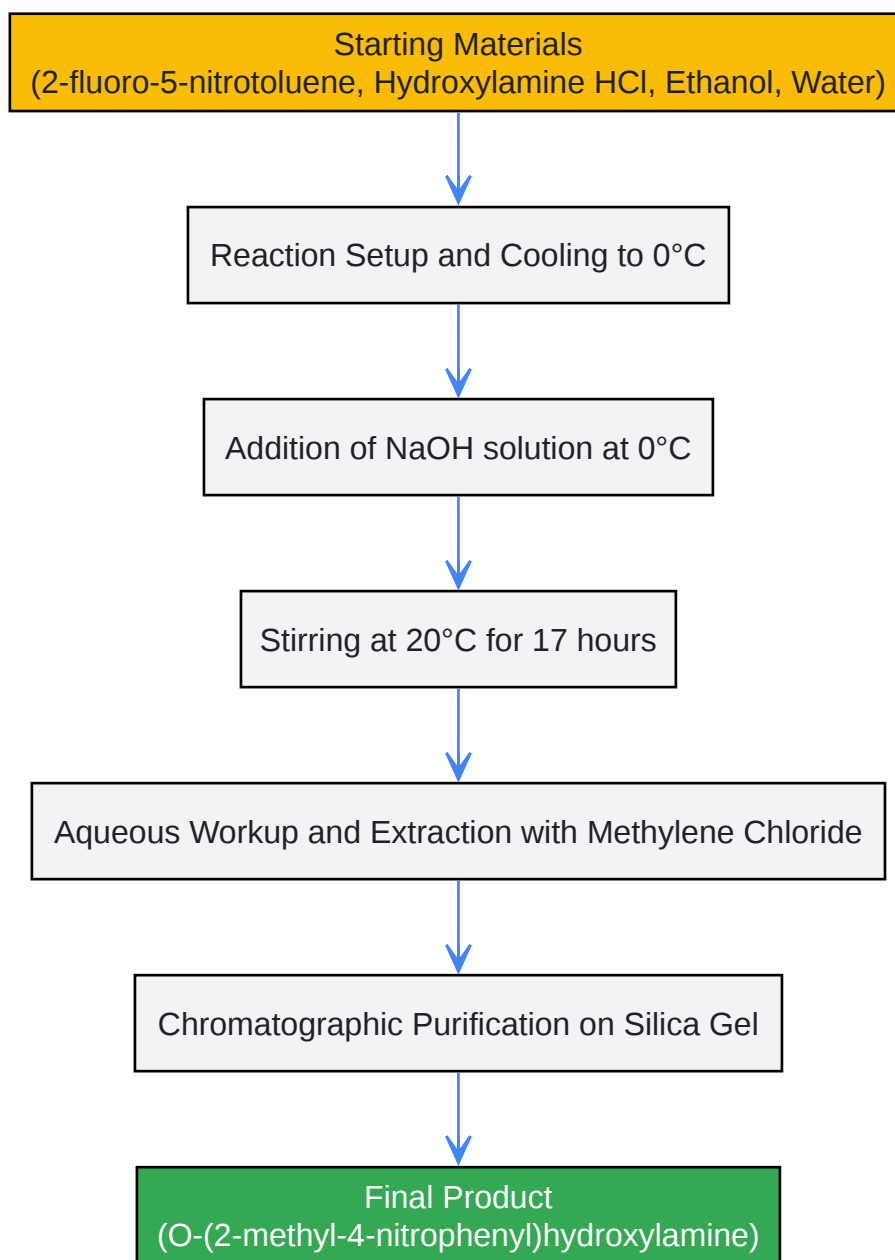 Starting Materials
(2-fluoro-5-nitrotoluene, Hydroxylamine HCl, Ethanol, Water)
Reaction Setup and Cooling to 0°C
Addition of NaOH solution at 0°C
Stirring at 20°C for 17 hours
Aqueous Workup and Extraction with Methylene Chloride
Chromatographic Purification on Silica Gel
Final Product
(O-(2-methyl-4-nitrophenyl)hydroxylamine)